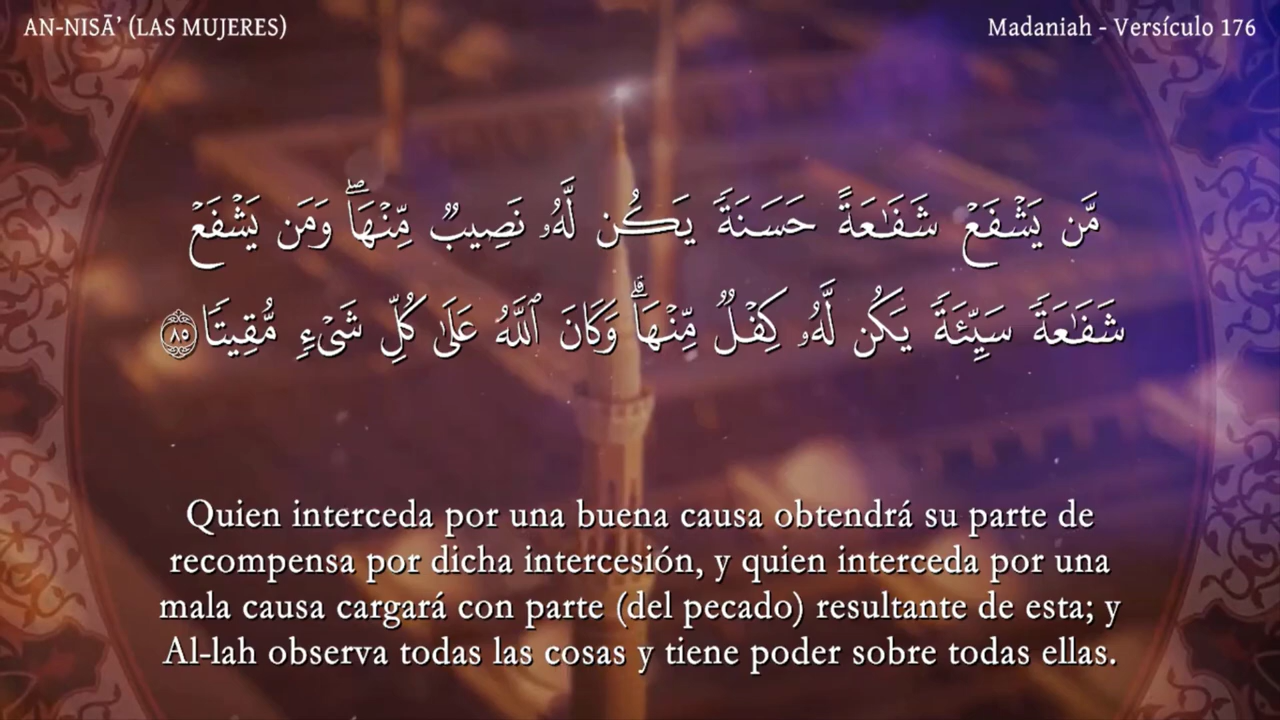 AN-NISĀ’ (LAS MUJERES)
Madaniah - Versículo 176
مَّن يَشْفَعْ شَفَـٰعَةً حَسَنَةً يَكُن لَّهُۥ نَصِيبٌ مِّنْهَا ۖ وَمَن يَشْفَعْ
شَفَـٰعَةً سَيِّئَةً يَكُن لَّهُۥ كِفْلٌ مِّنْهَا ۗ وَكَانَ ٱللَّهُ عَلَىٰ كُلِّ شَىْءٍ مُّقِيتًا ٨٥
Quien interceda por una buena causa obtendrá su parte de
recompensa por dicha intercesión, y quien interceda por una
mala causa cargará con parte (del pecado) resultante de esta; y
Al-lah observa todas las cosas y tiene poder sobre todas ellas.